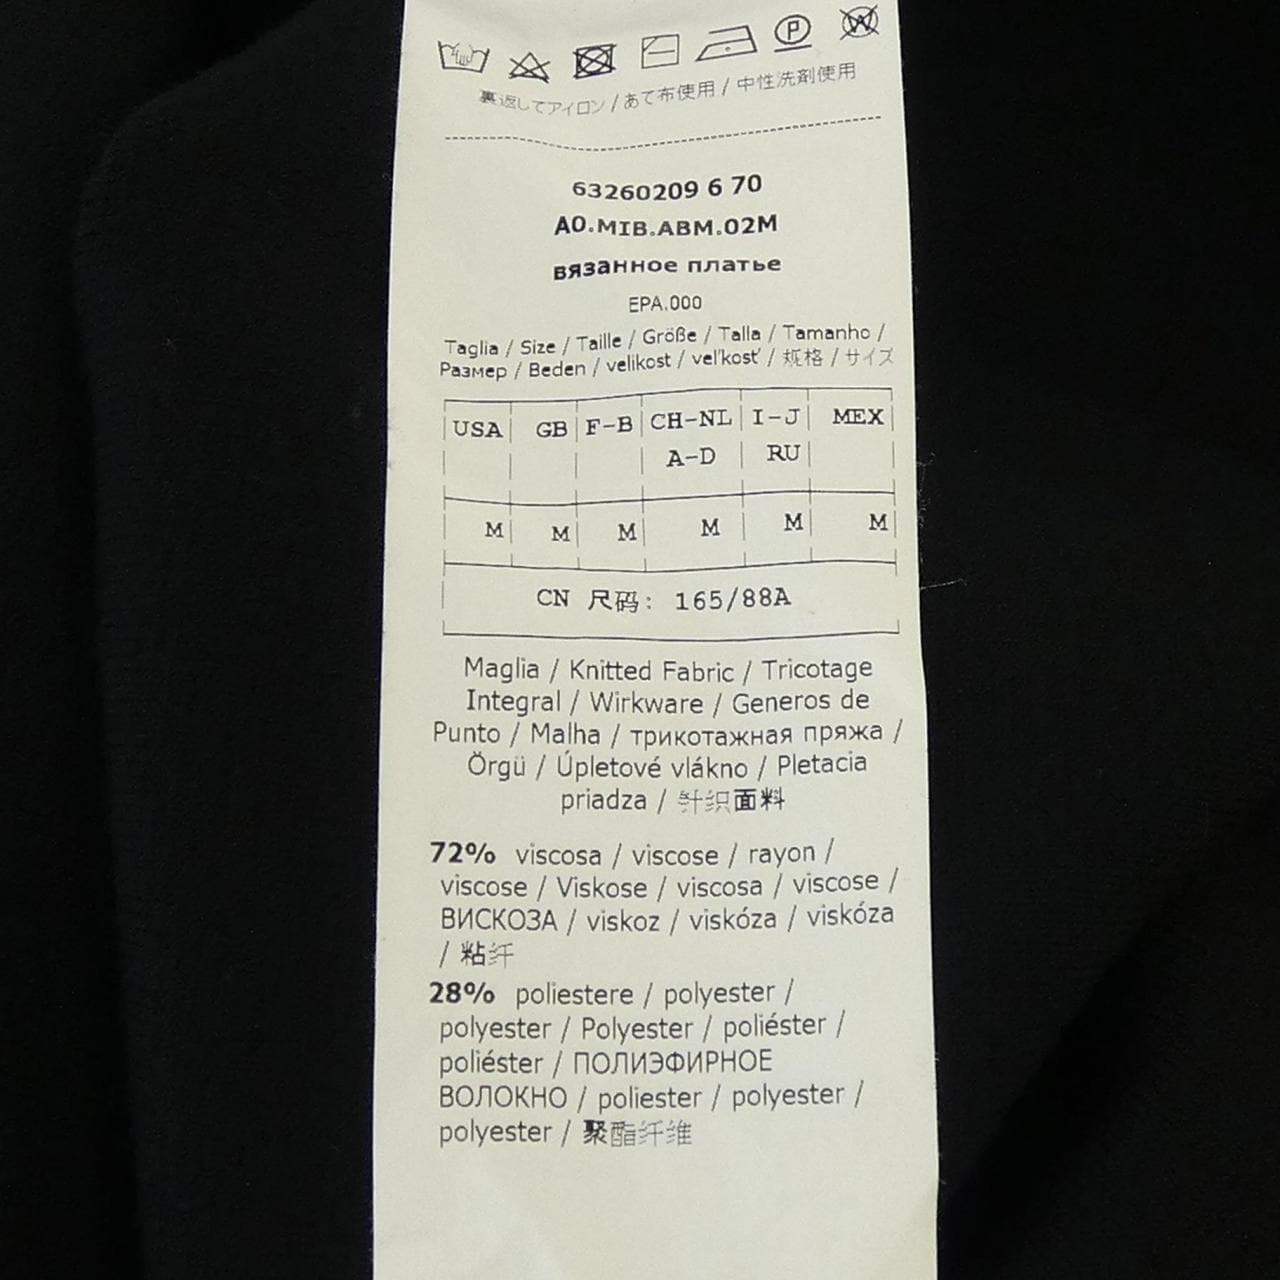 裏返してアイロン / あて布使用 / 中性洗剤使用
63260209 6 70
A0.MIB.ABM.02M
вязанное платье
EPA.000
Taglia / Size / Taille / Größe / Talla / Tamanho /
Размер / Beden / velikost / veľkosť / 规格 / サイズ
USA GB F-B CH-NL I-J MEX
A-D RU
M M M M M M
CN 尺码: 165/88A
Maglia / Knitted Fabric / Tricotage
Integral / Wirkware / Generos de
Punto / Malha / трикотажная пряжа /
Örgü / Úpletové vlákno / Pletacia
priadza / 针织面料
72% viscosa / viscose / rayon /
viscose / Viskose / viscosa / viscose /
ВИСКОЗА / viskoz / viskóza / viskóza
/ 粘纤
28% poliestere / polyester /
polyester / Polyester / poliéster /
poliéster / ПОЛИЭФИРНОЕ
ВОЛОКНО / poliester / polyester /
polyester / 聚酯纤维